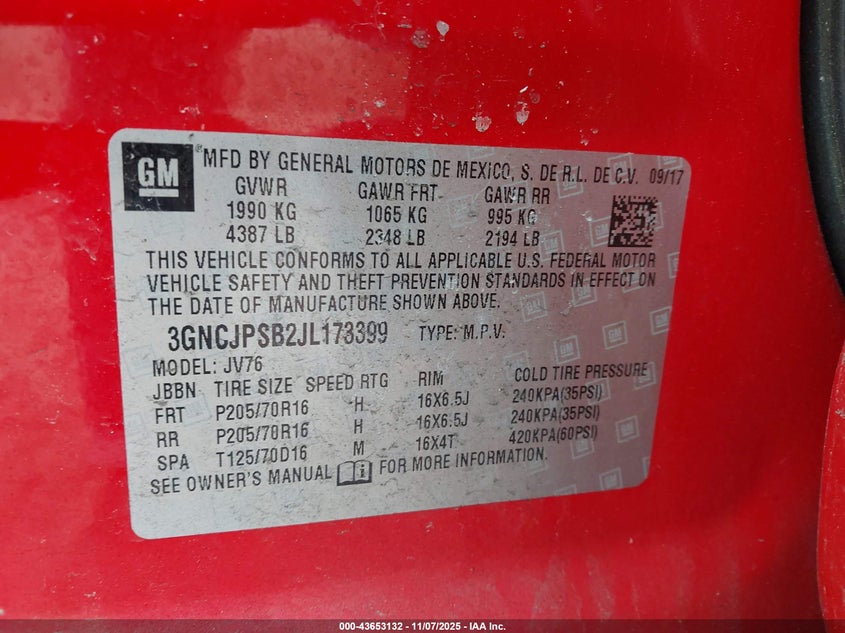 GM
® MFD BY GENERAL MOTORS DE MEXICO, S. DE R.L. DE C.V. 09/17
GVWR GAWR FRT GAWR RR
1990 KG 1065 KG 995 KG
4387 LB 2348 LB 2194 LB
THIS VEHICLE CONFORMS TO ALL APPLICABLE U.S. FEDERAL MOTOR
VEHICLE SAFETY AND THEFT PREVENTION STANDARDS IN EFFECT ON
THE DATE OF MANUFACTURE SHOWN ABOVE.
3GNCJPSB2JL173399 TYPE: M.P.V.
MODEL: JV76
JBBN TIRE SIZE SPEED RTG RIM COLD TIRE PRESSURE
FRT P205/70R16 H 16X6.5J 240KPA(35PSI)
RR P205/70R16 H 16X6.5J 240KPA(35PSI)
SPA T125/70D16 M 16X4T 420KPA(60PSI)
SEE OWNER'S MANUAL FOR MORE INFORMATION.
000-43653132 — 11/07/2025 — IAA Inc.